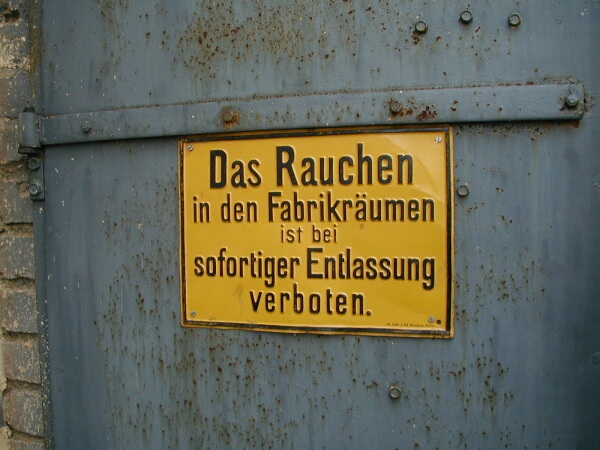 Das Rauchen
in den Fabrikräumen
ist bei
sofortiger Entlassung
verboten.